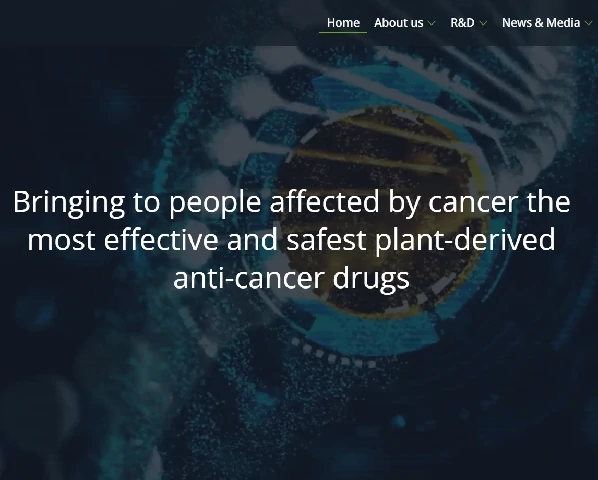 Home About us R&D News & Media
Bringing to people affected by cancer the
most effective and safest plant-derived
anti-cancer drugs